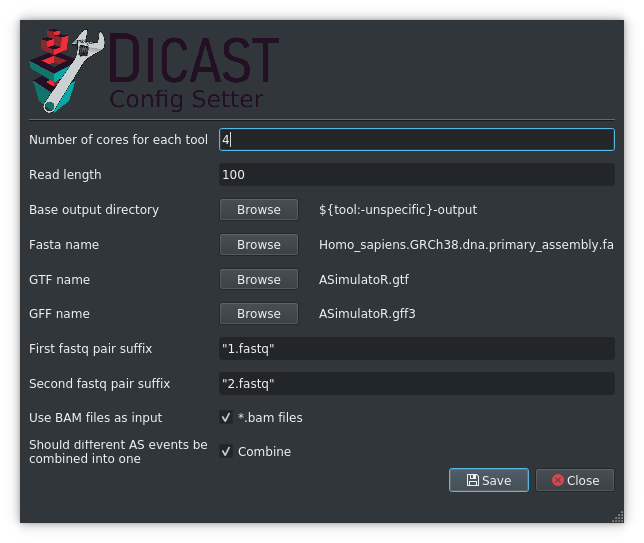 DICAST
Config Setter
Number of cores for each tool 4
Read length 100
Base output directory Browse ${tool:-unspecific}-output
Fasta name Browse Homo_sapiens.GRCh38.dna.primary_assembly.fa
GTF name Browse ASimulatoR.gtf
GFF name Browse ASimulatoR.gff3
First fastq pair suffix "1.fastq"
Second fastq pair suffix "2.fastq"
Use BAM files as input *.bam files
Should different AS events be
combined into one Combine
Save Close